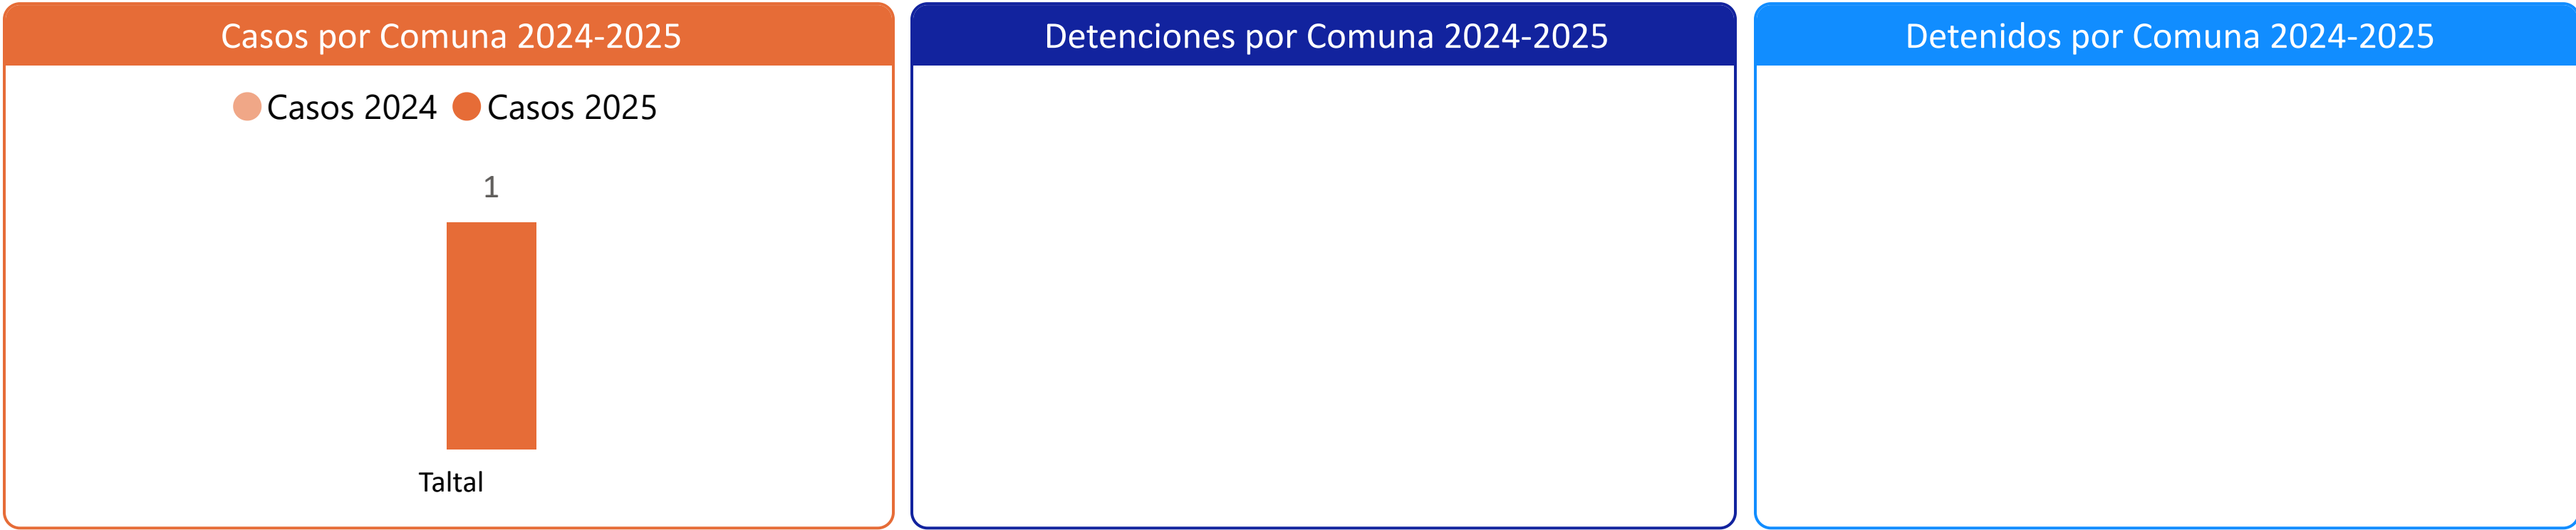 Casos por Comuna 2024-2025
Casos 2024 Casos 2025
1
Taltal
Detenciones por Comuna 2024-2025
Detenidos por Comuna 2024-2025